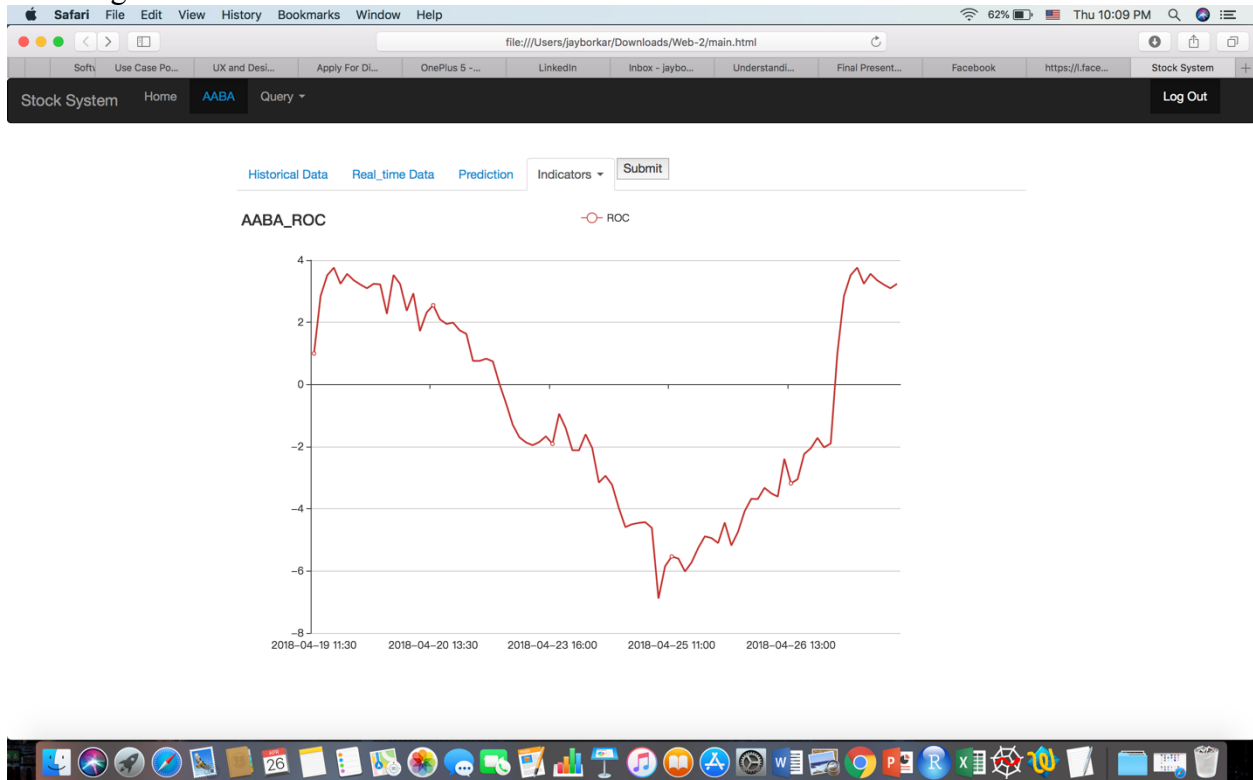 Safari File Edit View History Bookmarks Window Help 62% Thu 10:09 PM
file:///Users/jayborkar/Downloads/Web-2/main.html
Softw Use Case Po... UX and Desi... Apply For Di... OnePlus 5 -... LinkedIn Inbox - jaybo... Understandi... Final Present... Facebook https://l.face... Stock System +
Stock System Home AABA Query Log Out
Historical Data Real_time Data Prediction Indicators Submit
AABA_ROC ROC
4
2
0
-2
-4
-6
-8
2018-04-19 11:30 2018-04-20 13:30 2018-04-23 16:00 2018-04-25 11:00 2018-04-26 13:00
APR
26
W P R X